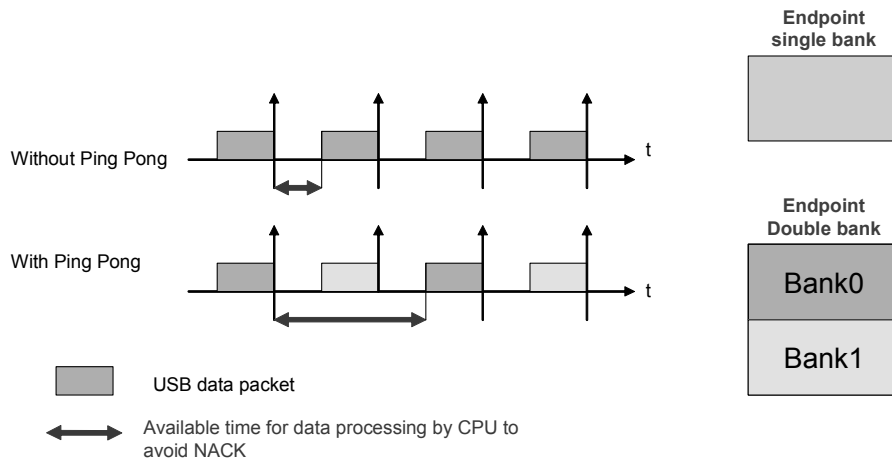 Endpoint
single bank
Without Ping Pong
t
Endpoint
Double bank
With Ping Pong
t
Bank0
Bank1
USB data packet
Available time for data processing by CPU to
avoid NACK